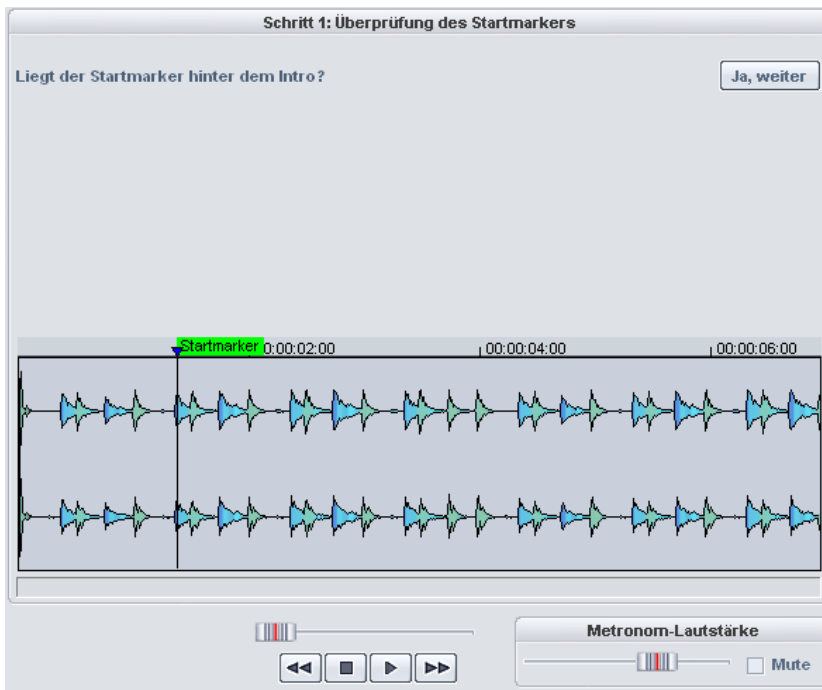 Schritt 1: Überprüfung des Startmarkers
Liegt der Startmarker hinter dem Intro?
Ja, weiter
Startmarker 0:00:02:00 00:00:04:00 00:00:06:00
Metronom-Lautstärke
Mute